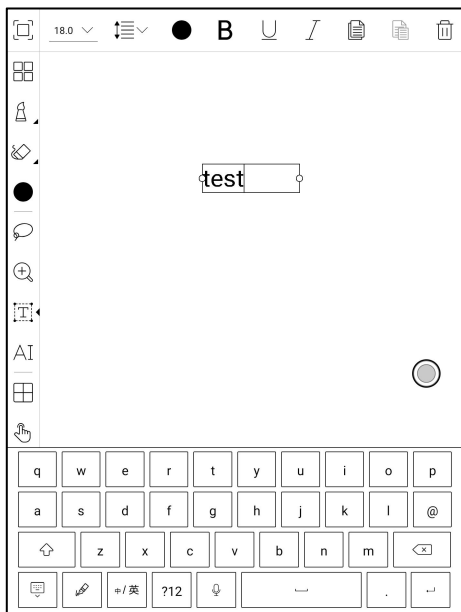 18.0 B U I
test
T
AI
q w e r t y u i o p
a s d f g h j k l @
z x c v b n m
中/英 ?12 .